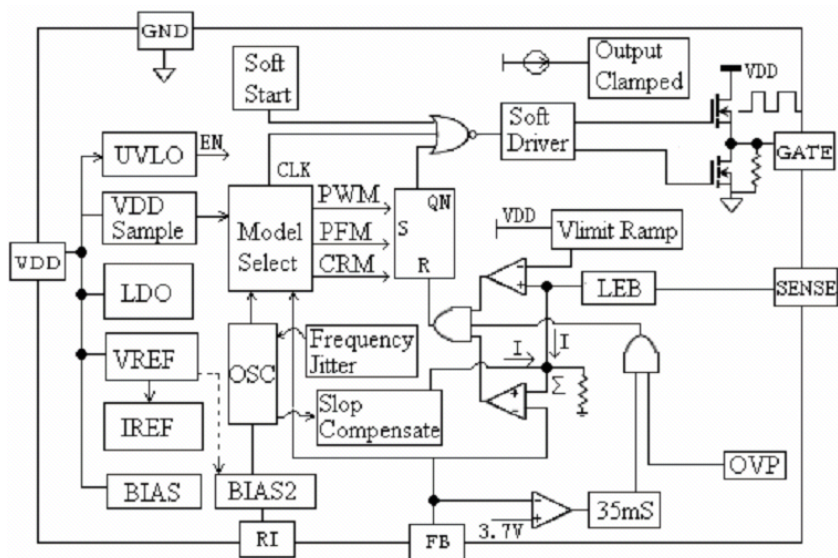 GND
Soft
Start
Output
Clamped
VDD
UVLO
EN
CLK
Soft
Driver
GATE
VDD
Sample
Model
Select
PWM
PFM
CRM
S
QN
R
VDD
Vlimit Ramp
VDD
LDO
LEB
SENSE
VREF
OSC
Frequency
Jitter
I
I
Σ
IREF
Slop
Compensate
+
−
−
+
BIAS
BIAS2
OVP
RI
FB
3.7V
−
+
35mS